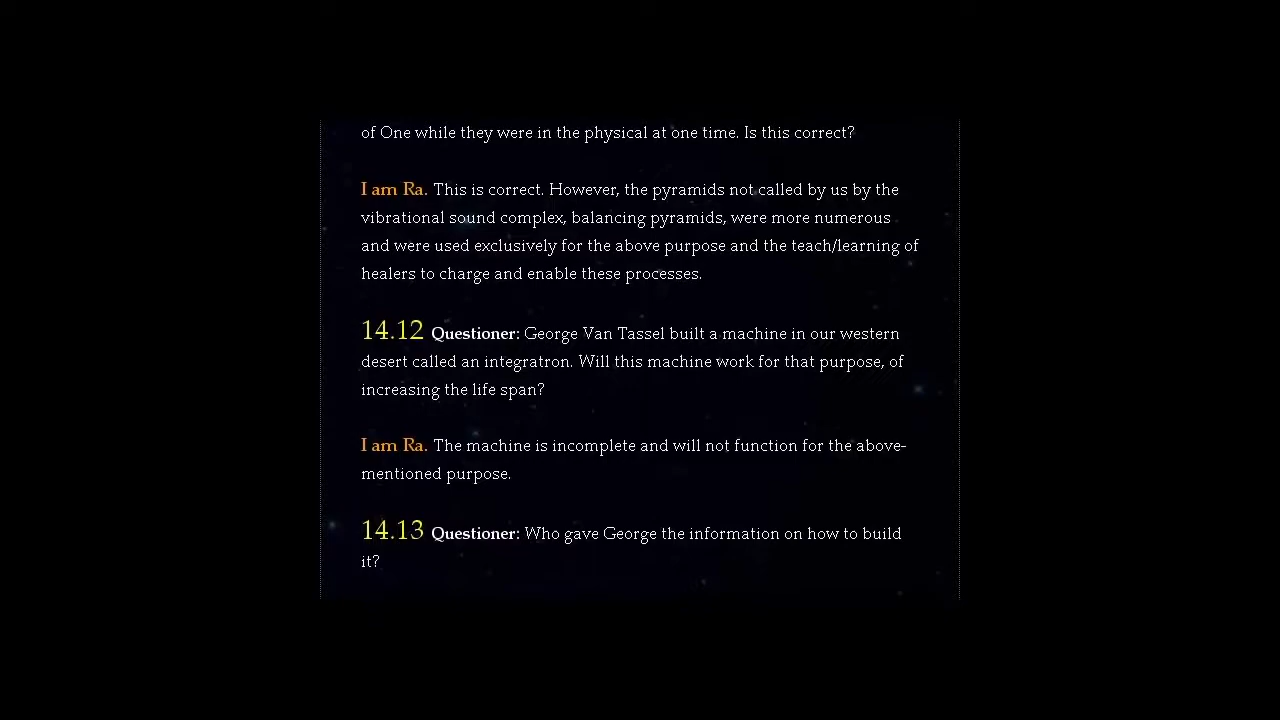 of One while they were in the physical at one time. Is this correct?
I am Ra. This is correct. However, the pyramids not called by us by the
vibrational sound complex, balancing pyramids, were more numerous
and were used exclusively for the above purpose and the teach/learning of
healers to charge and enable these processes.
14.12 Questioner: George Van Tassel built a machine in our western
desert called an integratron. Will this machine work for that purpose, of
increasing the life span?
I am Ra. The machine is incomplete and will not function for the above-
mentioned purpose.
14.13 Questioner: Who gave George the information on how to build
it?